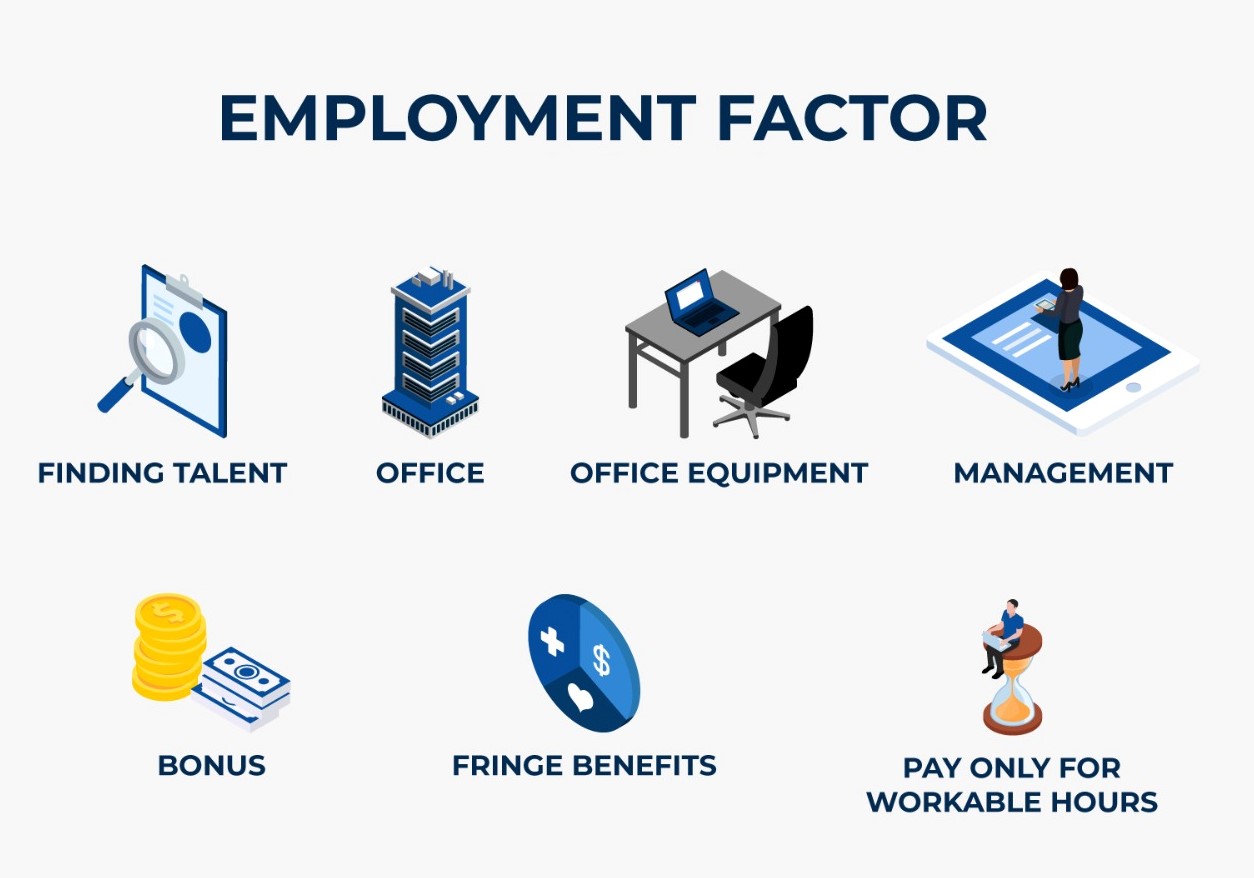 EMPLOYMENT FACTOR
FINDING TALENT
OFFICE
OFFICE EQUIPMENT
MANAGEMENT
$
$
BONUS
FRINGE BENEFITS
PAY ONLY FOR
WORKABLE HOURS